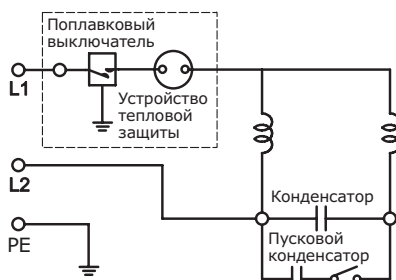 Поплавковый
выключатель
L1
Устройство
тепловой
защиты
L2
Конденсатор
PE
Пусковой
конденсатор